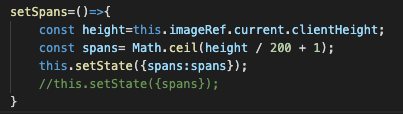 setSpans=()=>{
    const height=this.imageRef.current.clientHeight;
    const spans= Math.ceil(height / 200 + 1);
    this.setState({spans:spans});
    //this.setState({spans});
}